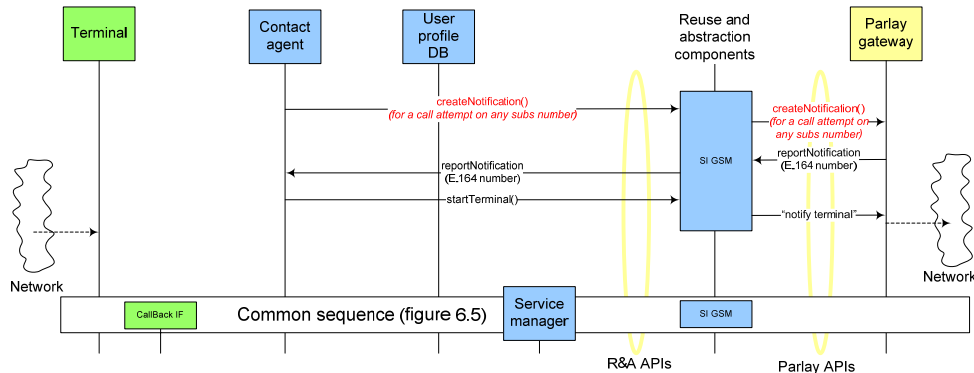 Terminal
Contact
agent
User
profile
DB
Reuse and
abstraction
components
Parlay
gateway
createNotification()
(for a call attempt on any subs number)
createNotification()
(for a call attempt on
any subs number)
SI GSM
reportNotification
(E.164 number)
reportNotification
(E.164 number)
startTerminal()
“notify terminal”
Network
Network
CallBack IF
Common sequence (figure 6.5)
Service
manager
SI GSM
R&A APIs
Parlay APIs